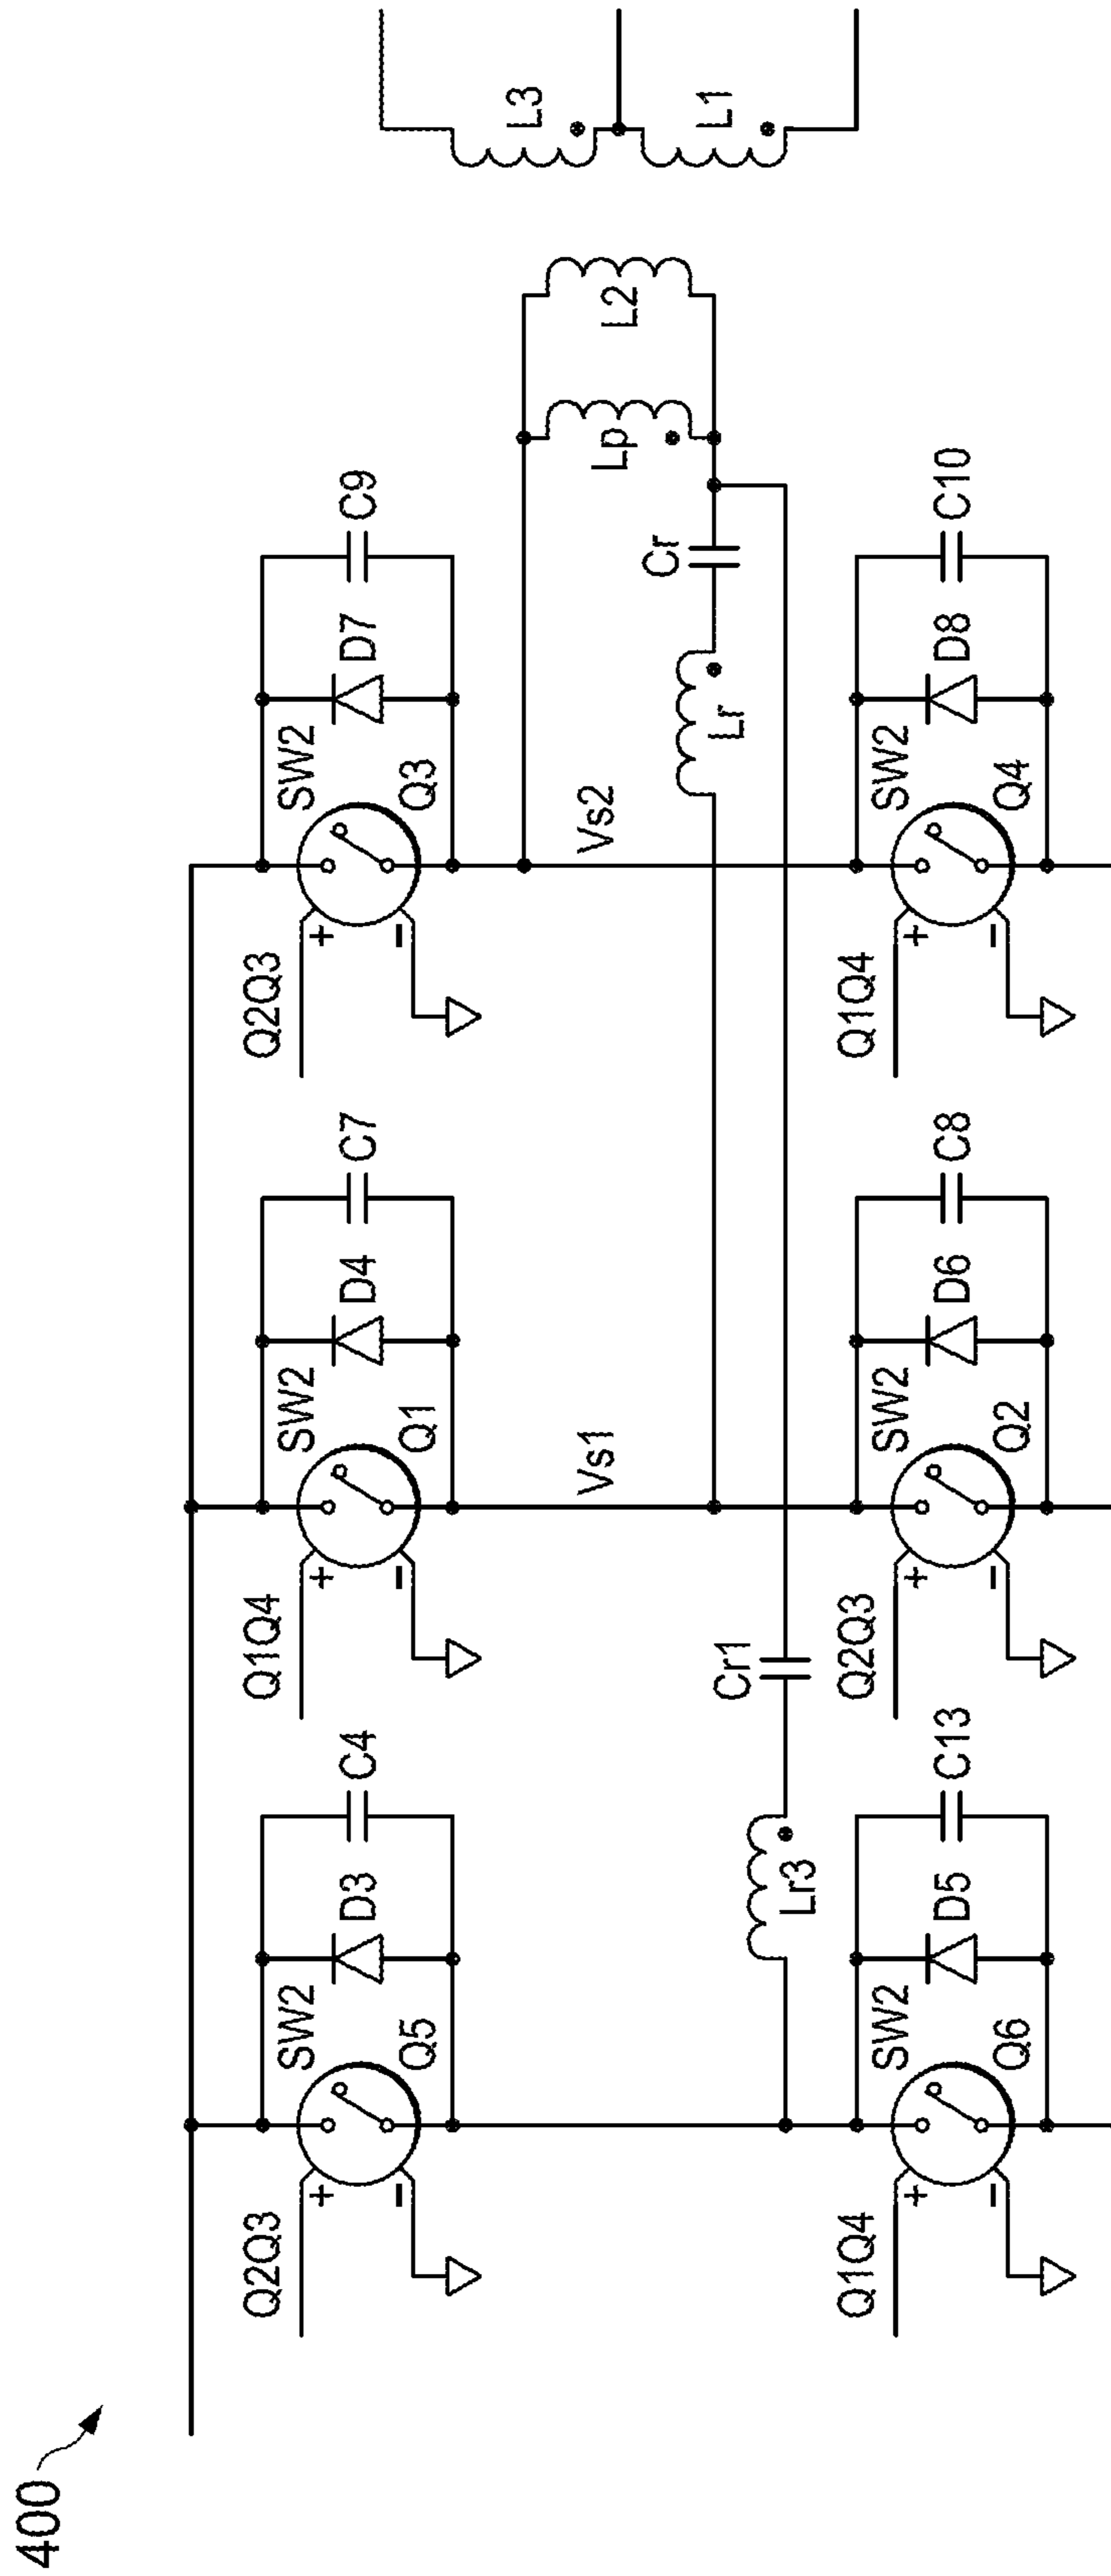 400
Q2Q3
SW2
Q5
D3
C4
+
−
Q1Q4
SW2
Q1
D4
C7
+
−
Q2Q3
SW2
Q3
D7
C9
+
−
Vs1
Vs2
Lr3
Cr1
Lr
Cr
Lp
L2
L3
L1
Q1Q4
SW2
Q6
D5
C13
+
−
Q2Q3
SW2
Q2
D6
C8
+
−
Q1Q4
SW2
Q4
D8
C10
+
−